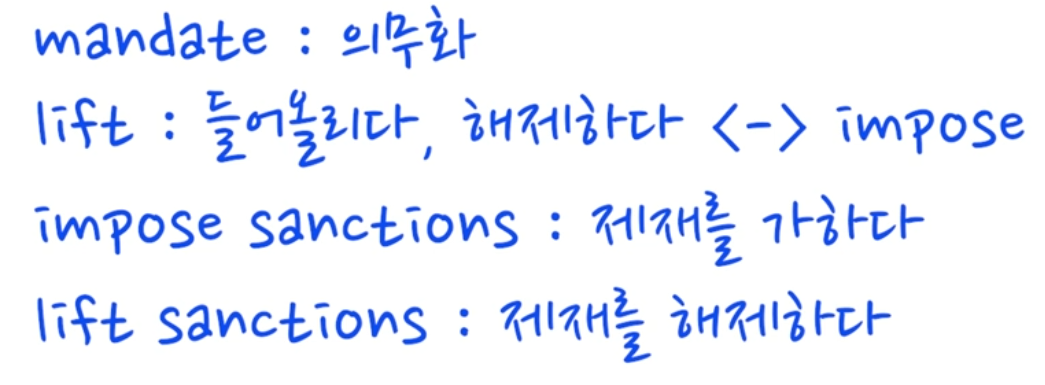 mandate : 의무화
lift : 들어올리다, 해제하다 <-> impose
impose sanctions : 제재를 가하다
lift sanctions : 제재를 해제하다